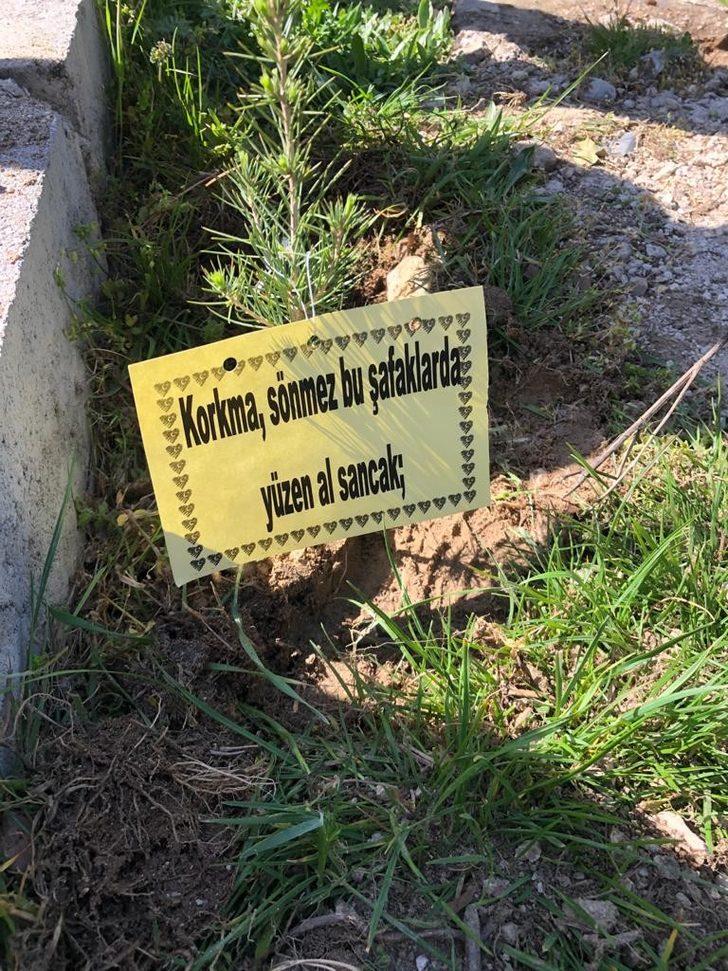 Korkma, sönmez bu şafaklarda
yüzen al sancak;